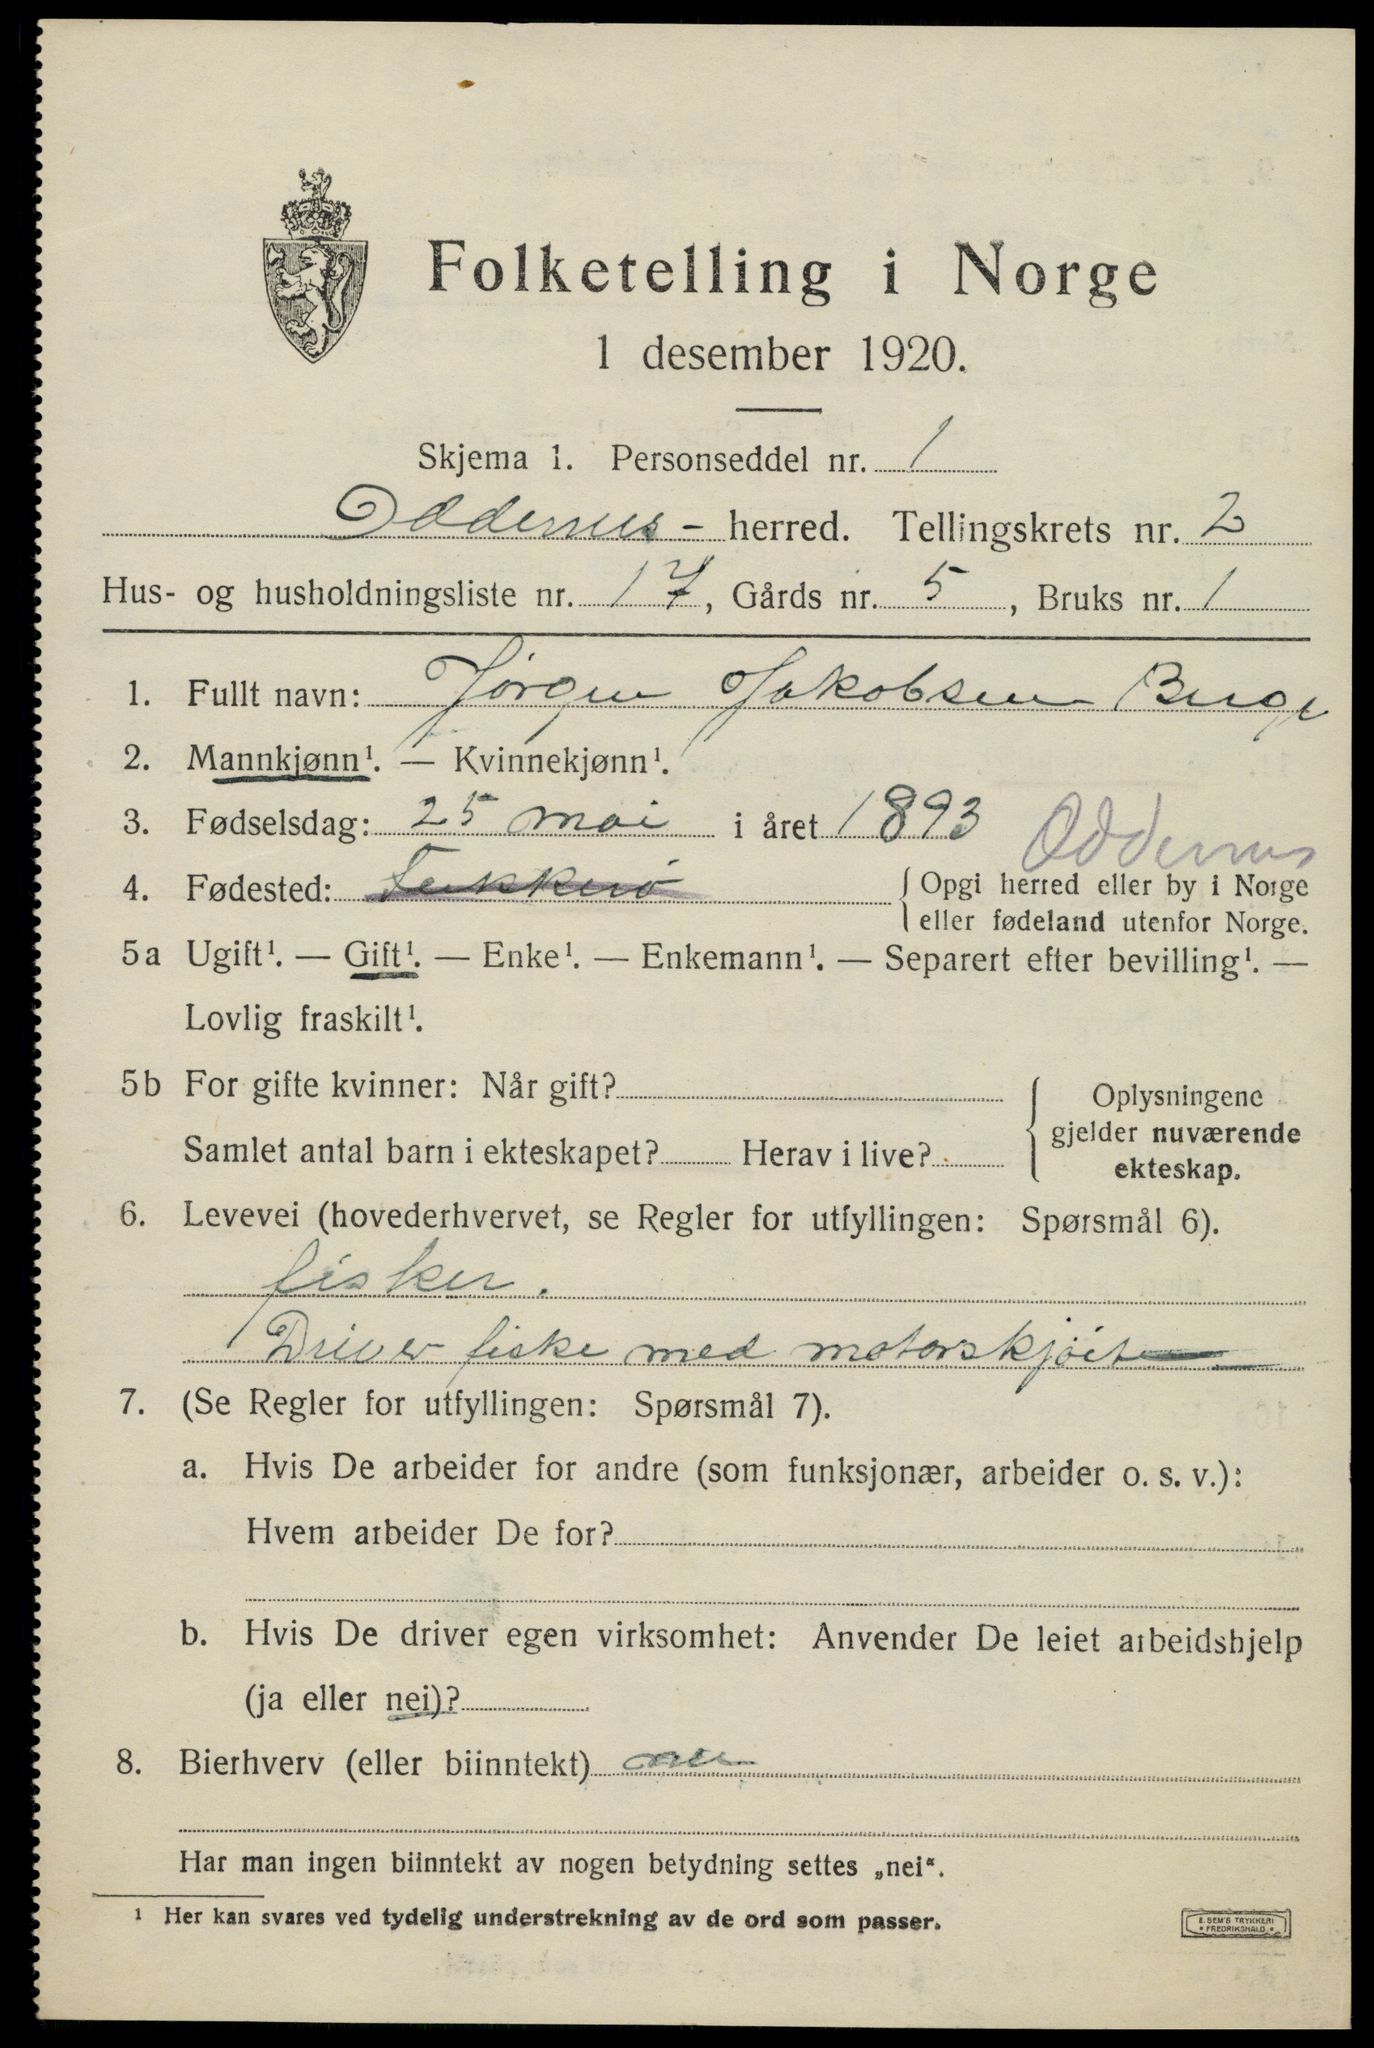 Folketelling i Norge
1 desember 1920.
Skjema 1. Personseddel nr. 1
Oddernes - herred. Tellingskrets nr. 2
Hus- og husholdningsliste nr. 17, Gårds nr. 5, Bruks nr. 1
1. Fullt navn: Jørgen Jakobsen Berge
2. Mannkjønn¹. — Kvinnekjønn¹.
3. Fødselsdag: 25 mai i året 1893
Oddernes
4. Fødested: Flekkerö {Opgi herred eller by i Norge
eller fødeland utenfor Norge.
5a Ugift¹. — Gift¹. — Enke¹. — Enkemann¹. — Separert efter bevilling¹. —
Lovlig fraskilt¹.
5b For gifte kvinner: Når gift?
Samlet antal barn i ekteskapet? Herav i live?
Oplysningene
gjelder nuværende
ekteskap.
6. Levevei (hovederhvervet, se Regler for utfyllingen: Spørsmål 6).
fisker.
Driver fiske med motorskjöite
7. (Se Regler for utfyllingen: Spørsmål 7).
a. Hvis De arbeider for andre (som funksjonær, arbeider o. s. v.):
Hvem arbeider De for?
b. Hvis De driver egen virksomhet: Anvender De leiet arbeidshjelp
(ja eller nei)?
8. Bierhverv (eller biinntekt) nei
Har man ingen biinntekt av nogen betydning settes „nei“.
1 Her kan svares ved tydelig understrekning av de ord som passer.
E. SEM'S TRYKKERI
* FREDRIKSHALD *